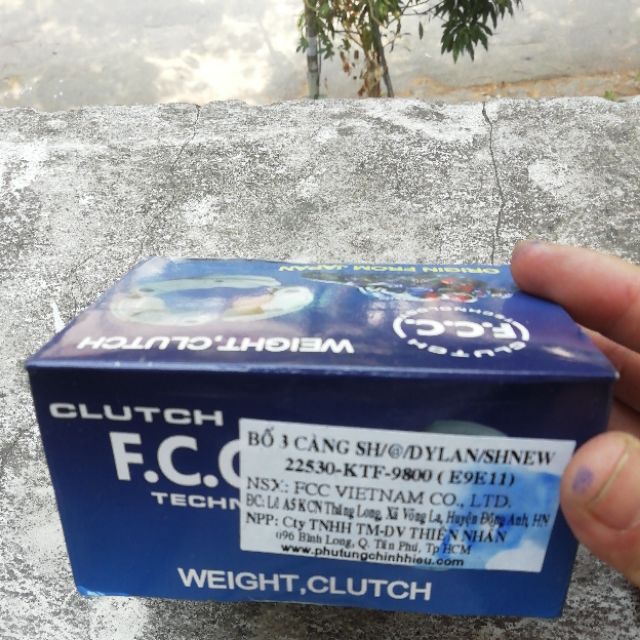 ORIGIN FROM JAPAN
F.C.C.
TECHNOLOGY
CLUTCH
WEIGHT,CLUTCH
CLUTCH
F.C.C
TECHN
BỐ 3 CÀNG SH/@/DYLAN/SHNEW
22530-KTF-9800 ( E9E11)
NSX: FCC VIETNAM CO., LTD.
ĐC: Lô A5 KCN Thăng Long, Xã Võng La, Huyện Đông Anh, HN
NPP: Cty TNHH TM-DV THIỆN NHÂN
096 Bình Long, Q. Tân Phú, Tp HCM
www.phutungchinhhieu.com
WEIGHT,CLUTCH